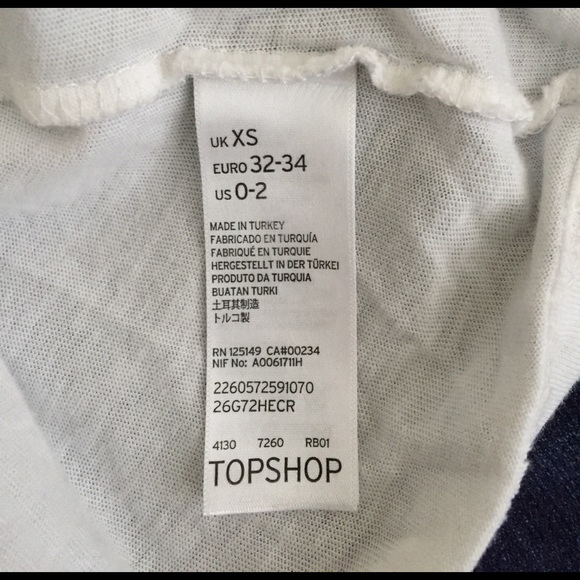 UK XS
EURO 32-34
US 0-2
MADE IN TURKEY
FABRICADO EN TURQUÍA
FABRIQUÉ EN TURQUIE
HERGESTELLT IN DER TÜRKEI
PRODUTO DA TURQUIA
BUATAN TURKI
土耳其制造
トルコ製
RN 125149 CA#00234
NIF No: A0061711H
2260572591070
26G72HECR
4130 7260 RB01
TOPSHOP